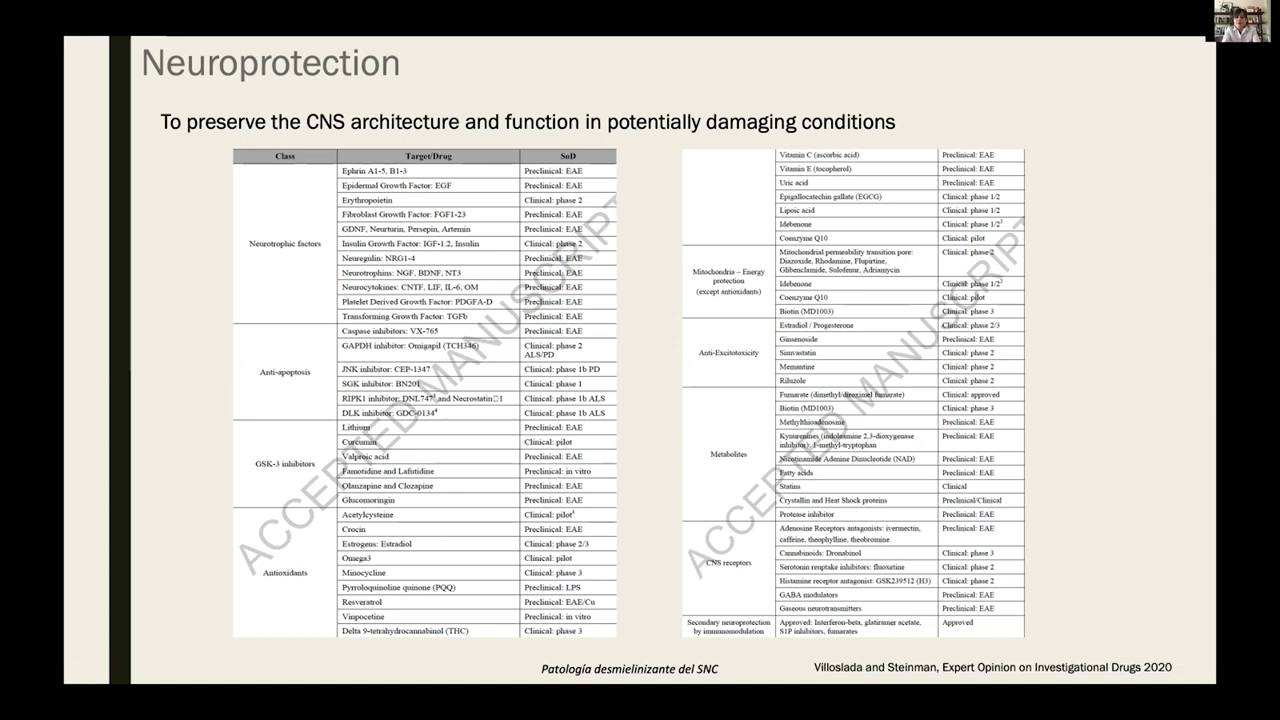 Neuroprotection
To preserve the CNS architecture and function in potentially damaging conditions
Class Target/Drug SoD
Neurotrophic factors
Ephrin A1-5, B1-3 Preclinical: EAE
Epidermal Growth Factor: EGF Preclinical: EAE
Erythropoietin Clinical: phase 2
Fibroblast Growth Factor: FGF1-23 Preclinical: EAE
GDNF, Neurturin, Persepin, Artemin Preclinical: EAE
Insulin Growth Factor: IGF-1.2, Insulin Clinical: phase 2
Neuregulin: NRG1-4 Preclinical: EAE
Neurotrophins: NGF, BDNF, NT3 Preclinical: EAE
Neurocytokines: CNTF, LIF, IL-6, OM Preclinical: EAE
Platelet Derived Growth Factor: PDGFA-D Preclinical: EAE
Transforming Growth Factor: TGFb Preclinical: EAE
Anti-apoptosis
Caspase inhibitors: VX-765 Preclinical: EAE
GAPDH inhibitor: Omigapil (TCH346) Clinical: phase 2
ALS/PD
JNK inhibitor: CEP-1347 Clinical: phase 1b PD
SGK inhibitor: BN201 Clinical: phase 1
RIPK1 inhibitor: DNL747³ and Necrostatin□1 Clinical: phase 1b ALS
DLK inhibitor: GDC-0134⁴ Clinical: phase 1b ALS
GSK-3 inhibitors
Lithium Preclinical: EAE
Curcumin Clinical: pilot
Valproic acid Preclinical: EAE
Famotidine and Lafutidine Preclinical: in vitro
Olanzapine and Clozapine Preclinical: EAE
Glucomoringin Preclinical: EAE
Antioxidants
Acetylcysteine Clinical: pilot¹
Crocin Preclinical: EAE
Estrogens: Estradiol Clinical: phase 2/3
Omega3 Clinical: pilot
Minocycline Clinical: phase 3
Pyrroloquinoline quinone (PQQ) Preclinical: LPS
Resveratrol Preclinical: EAE/Cu
Vinpocetine Preclinical: in vitro
Delta 9-tetrahydrocannabinol (THC) Clinical: phase 3
ACCEPTED MANUSCRIPT
Vitamin C (ascorbic acid) Preclinical: EAE
Vitamin E (tocopherol) Preclinical: EAE
Uric acid Preclinical: EAE
Epigallocatechin gallate (EGCG) Clinical: phase 1/2
Lipoic acid Clinical: phase 1/2
Idebenone Clinical: phase 1/2²
Coenzyme Q10 Clinical: pilot
Mitochondria – Energy
protection
(except antioxidants)
Mitochondrial permeability transition pore: Clinical: phase 2
Diazoxide, Rhodamine, Flupirtine,
Glibenclamide, Sulofenur, Adriamycin
Idebenone Clinical: phase 1/2²
Coenzyme Q10 Clinical: pilot
Biotin (MD1003) Clinical: phase 3
Anti-Excitotoxicity
Estradiol / Progesterone Clinical: phase 2/3
Ginsenoside Preclinical: EAE
Simvastatin Clinical: phase 2
Memantine Clinical: phase 2
Riluzole Clinical: phase 2
Metabolites
Fumarate (dimethyl/diroximel fumarate) Clinical: approved
Biotin (MD1003) Clinical: phase 3
Methylthioadenosine Preclinical: EAE
Kynurenines (indoleamine 2,3-dioxygenase Preclinical: EAE
inhibitor): 1-methyl-tryptophan
Nicotinamide Adenine Dinucleotide (NAD) Preclinical: EAE
Fatty acids Preclinical: EAE
Statins Clinical
Crystallin and Heat Shock proteins Preclinical/Clinical
Protease inhibitor Preclinical: EAE
CNS receptors
Adenosine Receptors antagonists: ivermectin, Preclinical: EAE
caffeine, theophylline, theobromine
Cannabinoids: Dronabinol Clinical: phase 3
Serotonin reuptake inhibitors: fluoxetine Clinical: phase 2
Histamine receptor antagonist: GSK239512 (H3) Clinical: phase 2
GABA modulators Preclinical: EAE
Gaseous neurotransmitters Preclinical: EAE
Secondary neuroprotection
by immunomodulation
Approved: Interferon-beta, glatiramer acetate, Approved
S1P inhibitors, fumarates
ACCEPTED MANUSCRIPT
Patología desmielinizante del SNC
Villoslada and Steinman, Expert Opinion on Investigational Drugs 2020